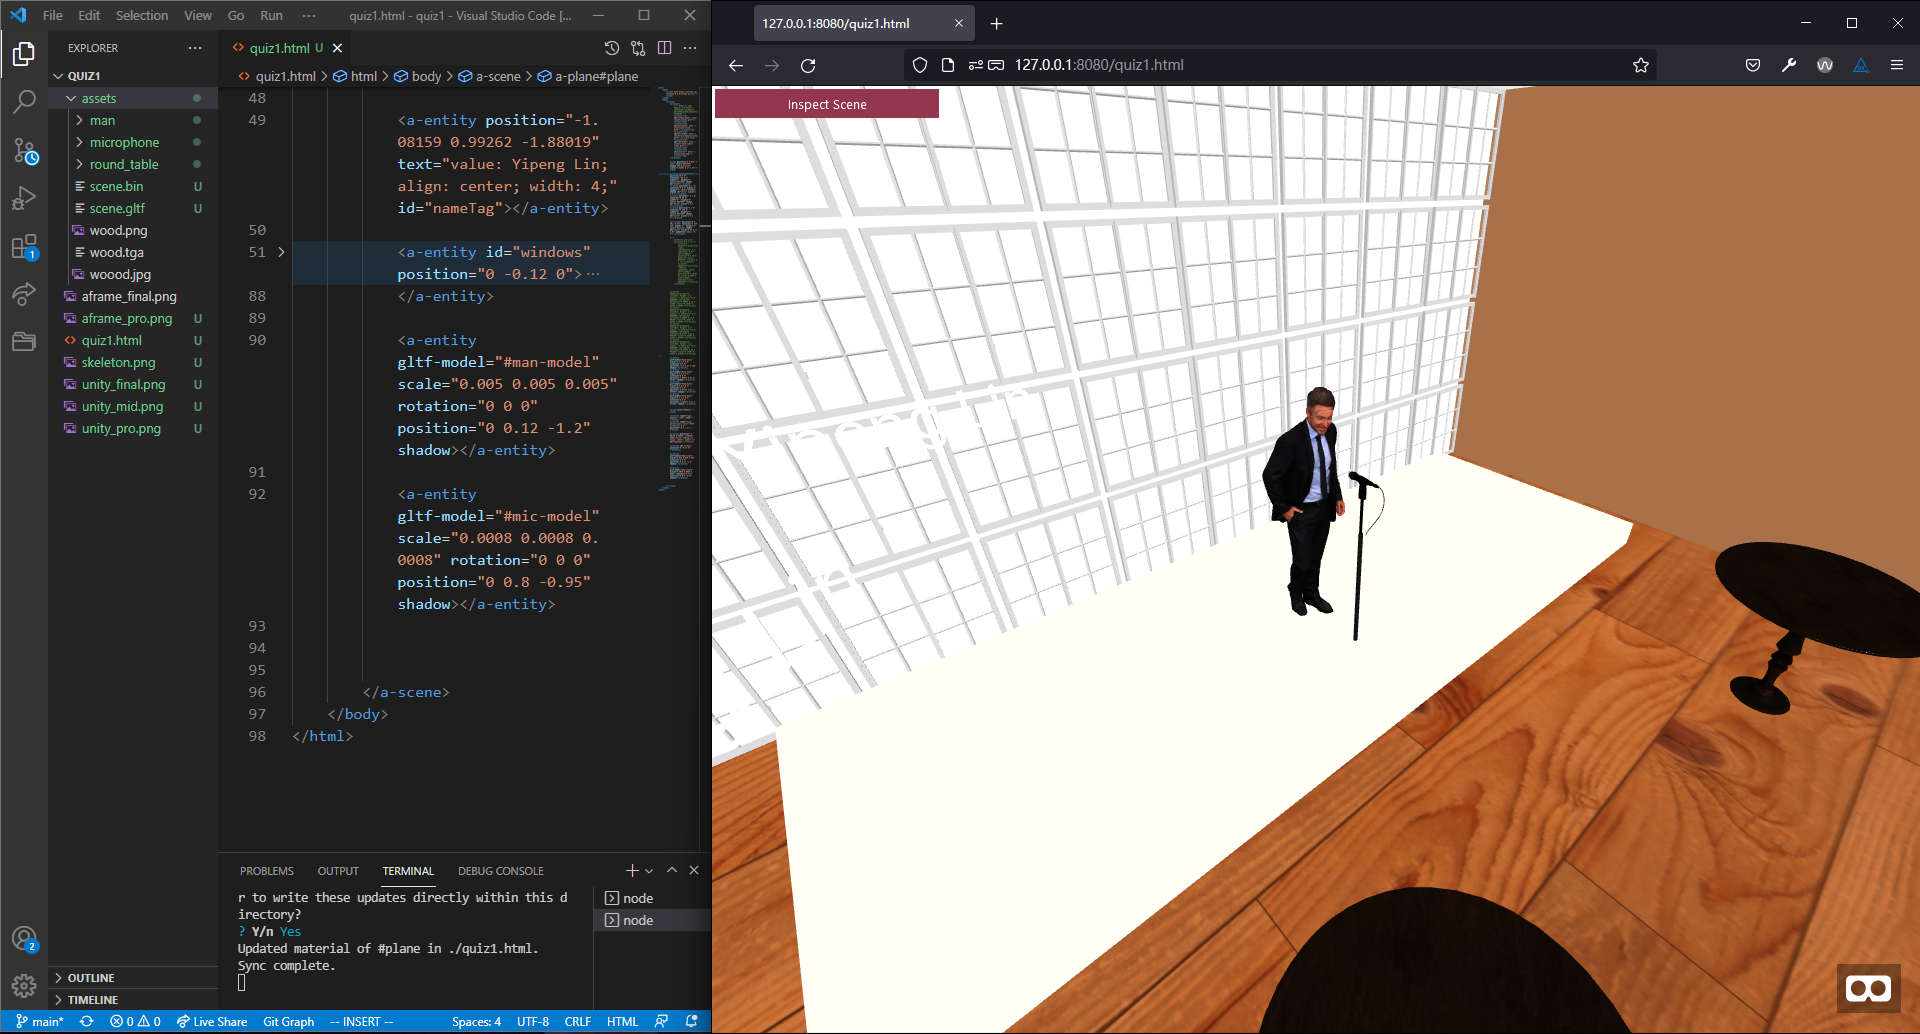 File Edit Selection View Go Run ··· quiz1.html - quiz1 - Visual Studio Code [...
EXPLORER
QUIZ1
assets
man
microphone
round_table
scene.bin U
scene.gltf U
wood.png
wood.tga
woood.jpg
aframe_final.png
aframe_pro.png U
quiz1.html U
skeleton.png U
unity_final.png U
unity_mid.png U
unity_pro.png U
OUTLINE
TIMELINE
quiz1.html U
quiz1.html > html > body > a-scene > a-plane#plane
48
49 <a-entity position="-1.
08159 0.99262 -1.88019"
text="value: Yipeng Lin;
align: center; width: 4;"
id="nameTag"></a-entity>
50
51 <a-entity id="windows"
position="0 -0.12 0">···
88 </a-entity>
89
90 <a-entity
gltf-model="#man-model"
scale="0.005 0.005 0.005"
rotation="0 0 0"
position="0 0.12 -1.2"
shadow></a-entity>
91
92 <a-entity
gltf-model="#mic-model"
scale="0.0008 0.0008 0.
0008" rotation="0 0 0"
position="0 0.8 -0.95"
shadow></a-entity>
93
94
95
96 </a-scene>
97 </body>
98 </html>
PROBLEMS OUTPUT TERMINAL DEBUG CONSOLE
r to write these updates directly within this d
irectory?
? Y/n Yes
Updated material of #plane in ./quiz1.html.
Sync complete.
node
node
1
2
main* 0 0 Live Share Git Graph -- INSERT -- Spaces: 4 UTF-8 CRLF HTML
127.0.0.1:8080/quiz1.html
127.0.0.1:8080/quiz1.html
Inspect Scene
Yipeng Lin